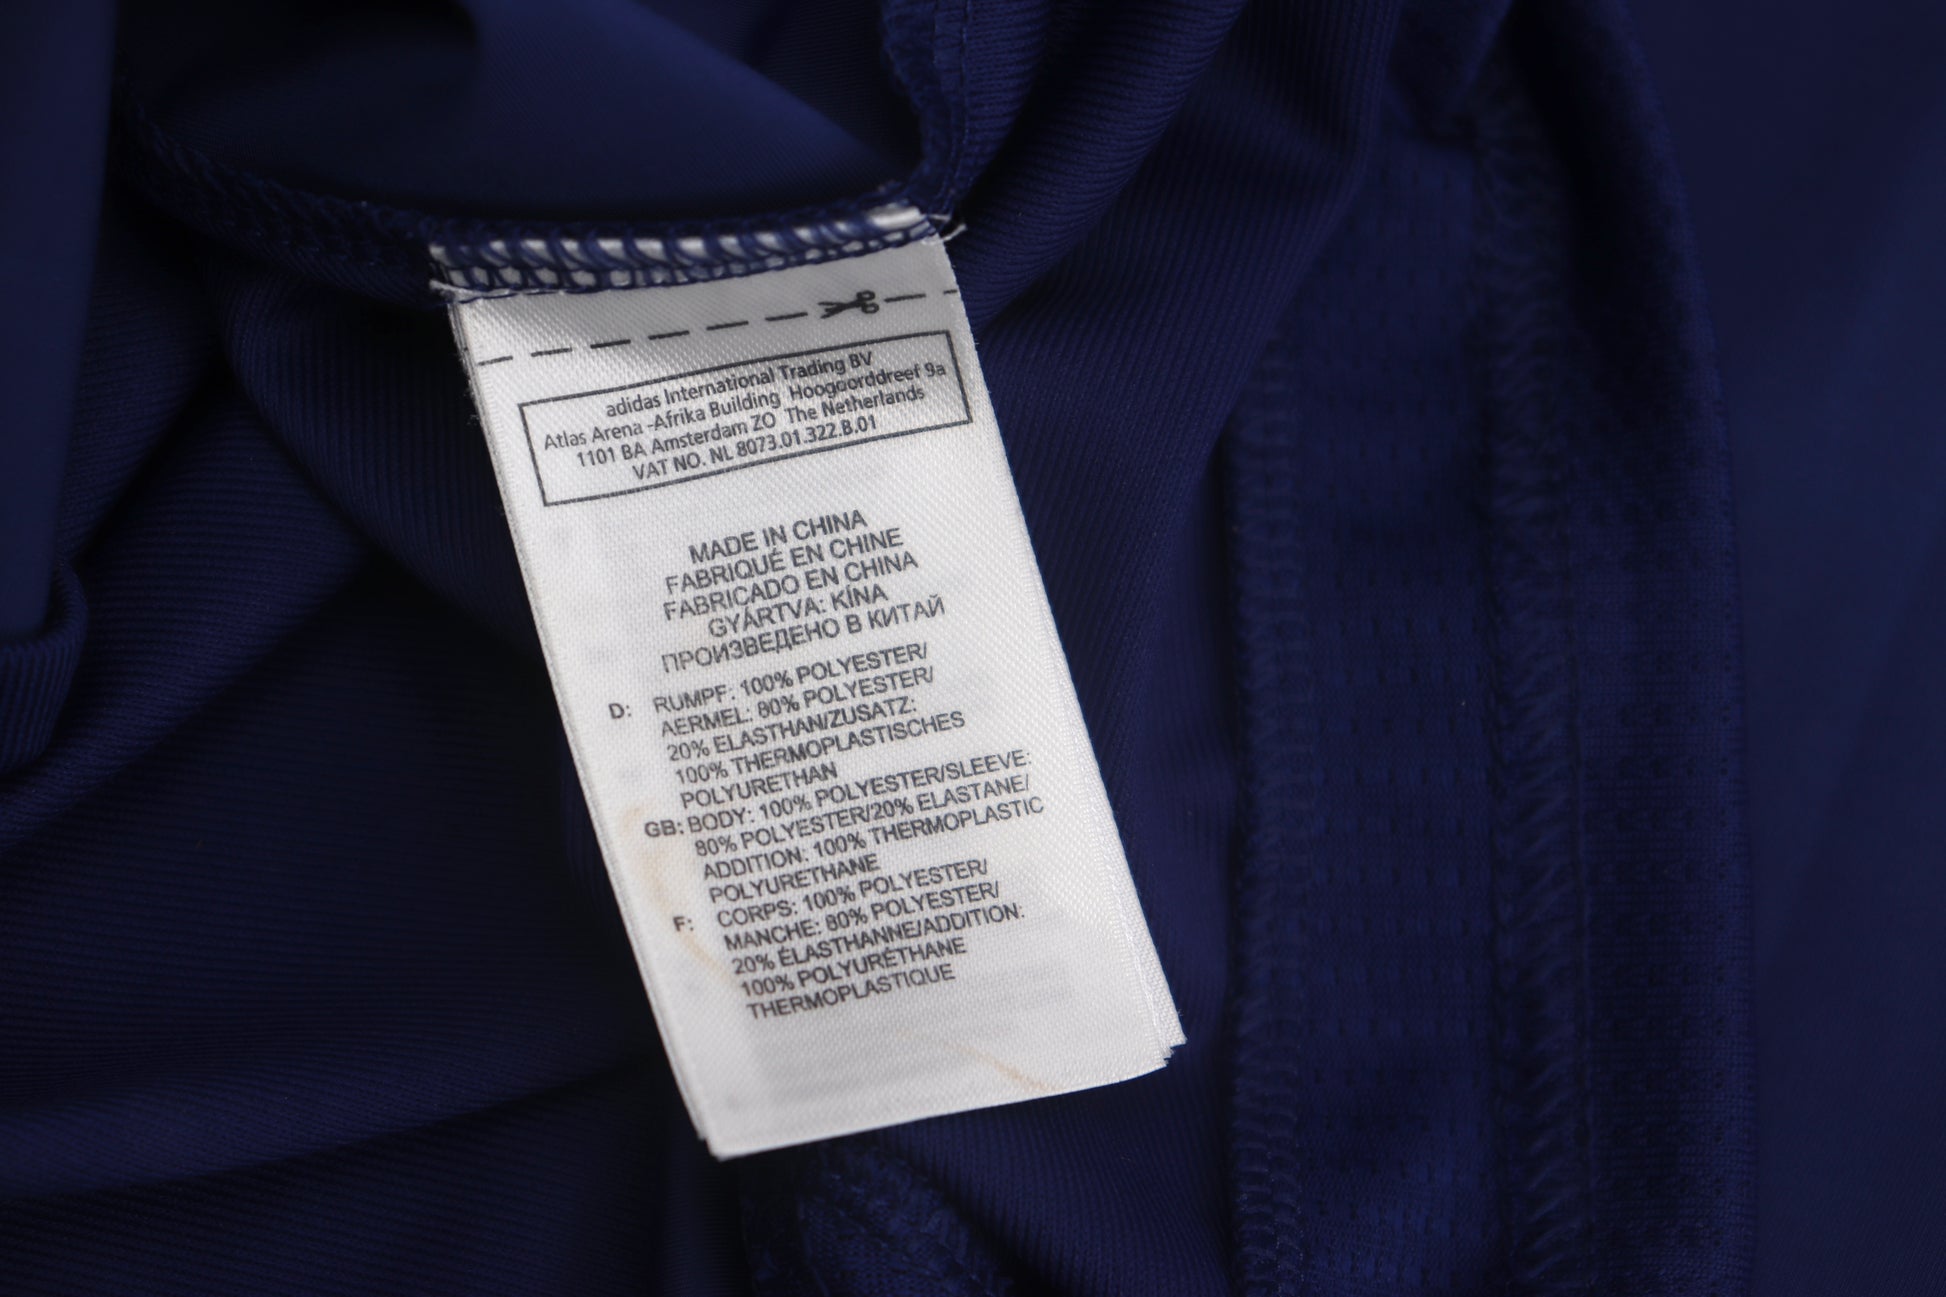 adidas International Trading BV
Atlas Arena -Afrika Building Hoogoorddreef 9a
1101 BA Amsterdam ZO The Netherlands
VAT NO. NL 8073.01.322.B.01
MADE IN CHINA
FABRIQUÉ EN CHINE
FABRICADO EN CHINA
GYÁRTVA: KÍNA
ПРОИЗВЕДЕНО В КИТАЙ
D: RUMPF: 100% POLYESTER/
AERMEL: 80% POLYESTER/
20% ELASTHAN/ZUSATZ:
100% THERMOPLASTISCHES
POLYURETHAN
GB: BODY: 100% POLYESTER/SLEEVE:
80% POLYESTER/20% ELASTANE/
ADDITION: 100% THERMOPLASTIC
POLYURETHANE
F: CORPS: 100% POLYESTER/
MANCHE: 80% POLYESTER/
20% ÉLASTHANNE/ADDITION:
100% POLYURÉTHANE
THERMOPLASTIQUE